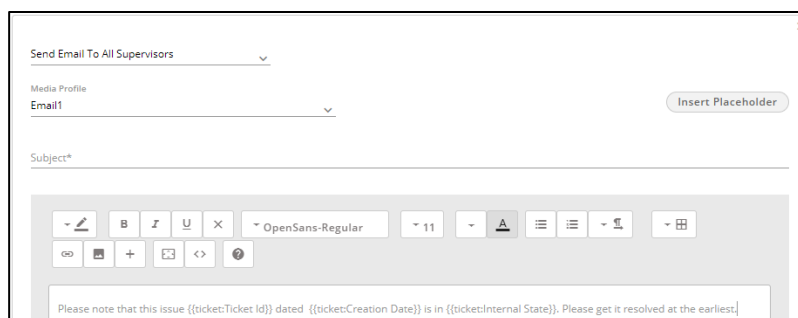 Send Email To All Supervisors
Media Profile
Email1
Insert Placeholder
Subject*
B I U
OpenSans-Regular
11
A
Please note that this issue {{ticket:Ticket Id}} dated  {{ticket:Creation Date}} is in {{ticket:Internal State}}. Please get it resolved at the earliest.